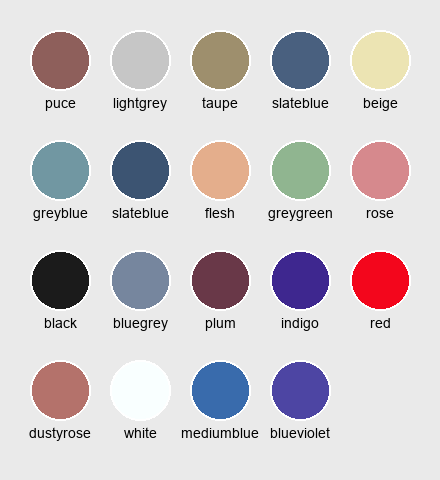 puce lightgrey taupe slateblue beige
greyblue slateblue flesh greygreen rose
black bluegrey plum indigo red
dustyrose white mediumblue blueviolet